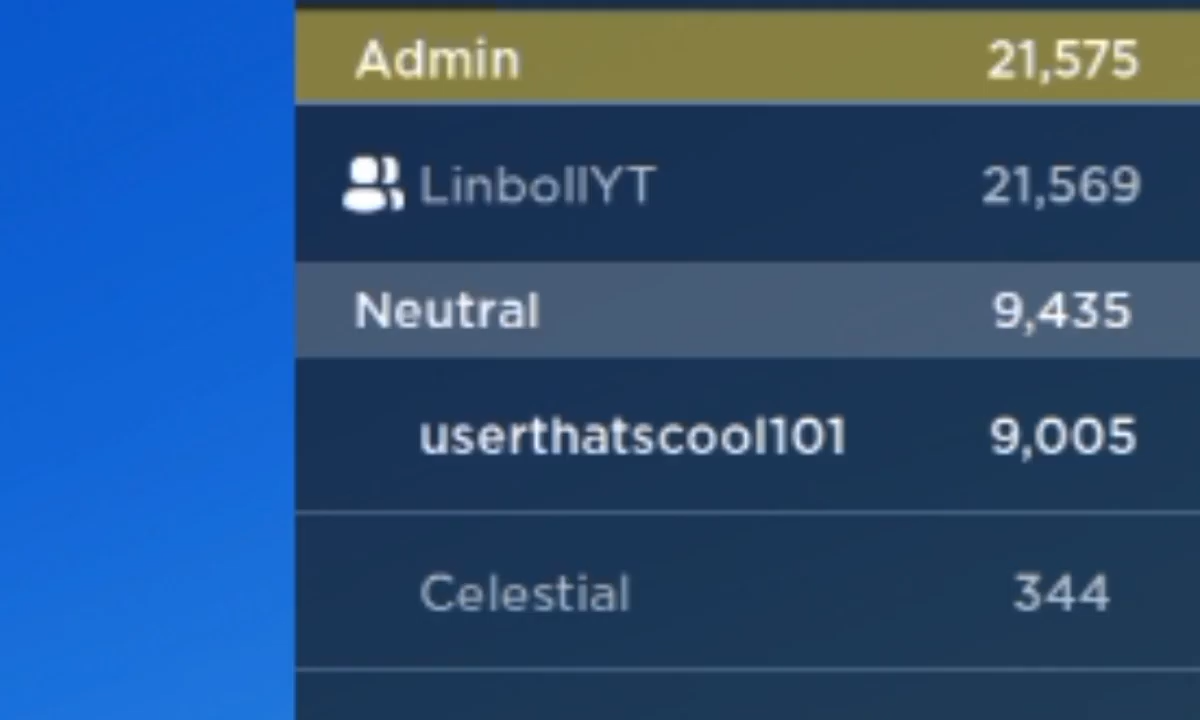 Admin 21,575
LinbollYT 21,569
Neutral 9,435
userthatscool101 9,005
Celestial 344